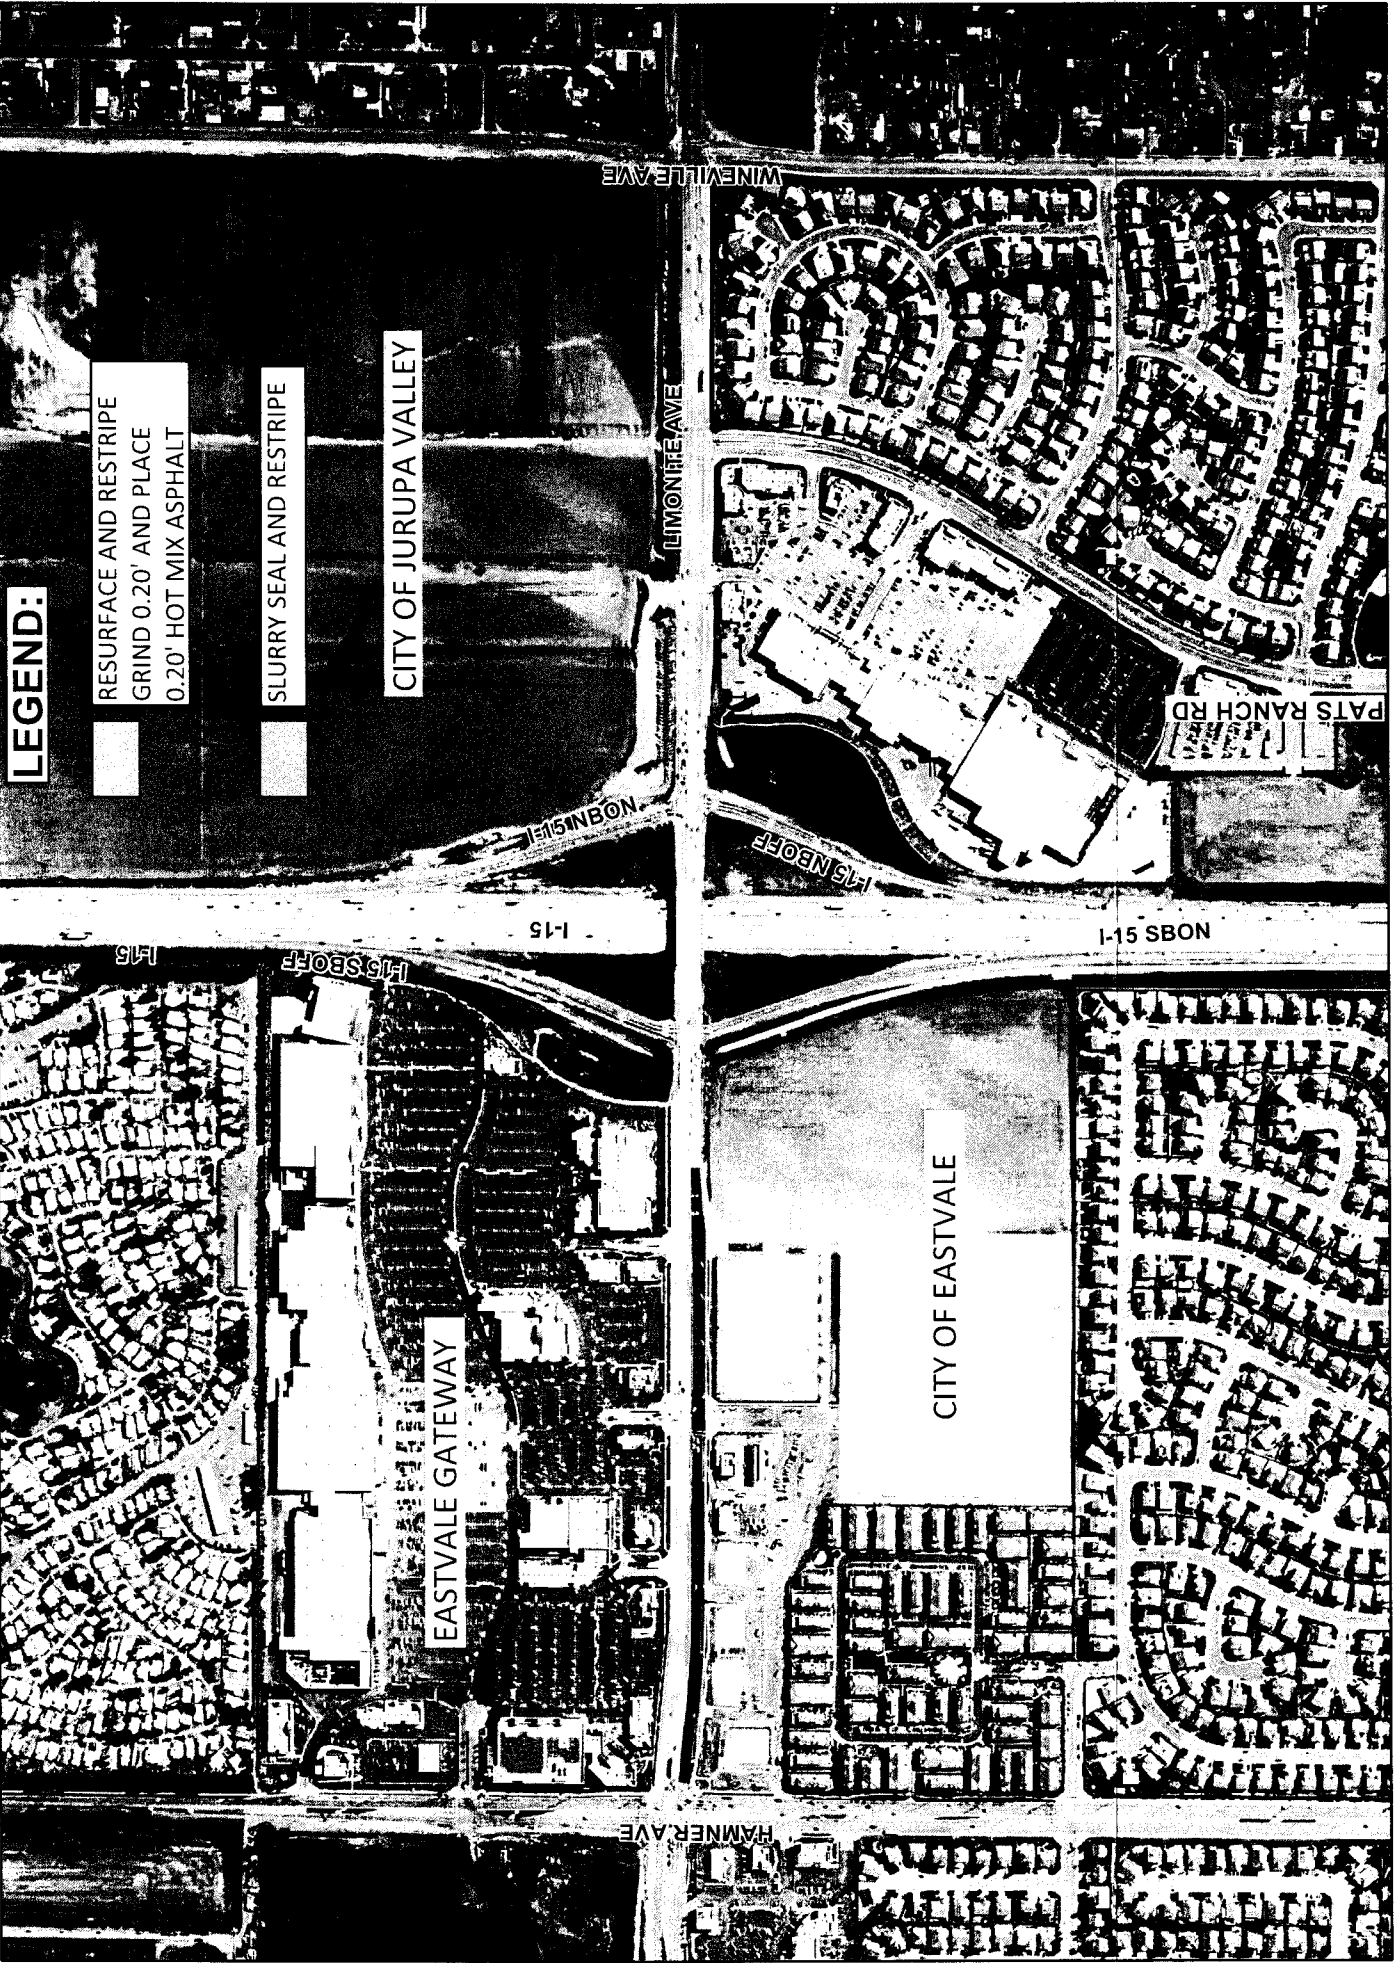 LEGEND:
RESURFACE AND RESTRIPE
GRIND 0.20' AND PLACE
0.20' HOT MIX ASPHALT
SLURRY SEAL AND RESTRIPE
CITY OF JURUPA VALLEY
WINEVILLE AVE
LIMONITE AVE
PATS RANCH RD
I-15 NBON
I-15 NBOFF
I-15
I-15
I-15 SBON
I-15 SBOFF
EASTVALE GATEWAY
CITY OF EASTVALE
HAMNER AVE